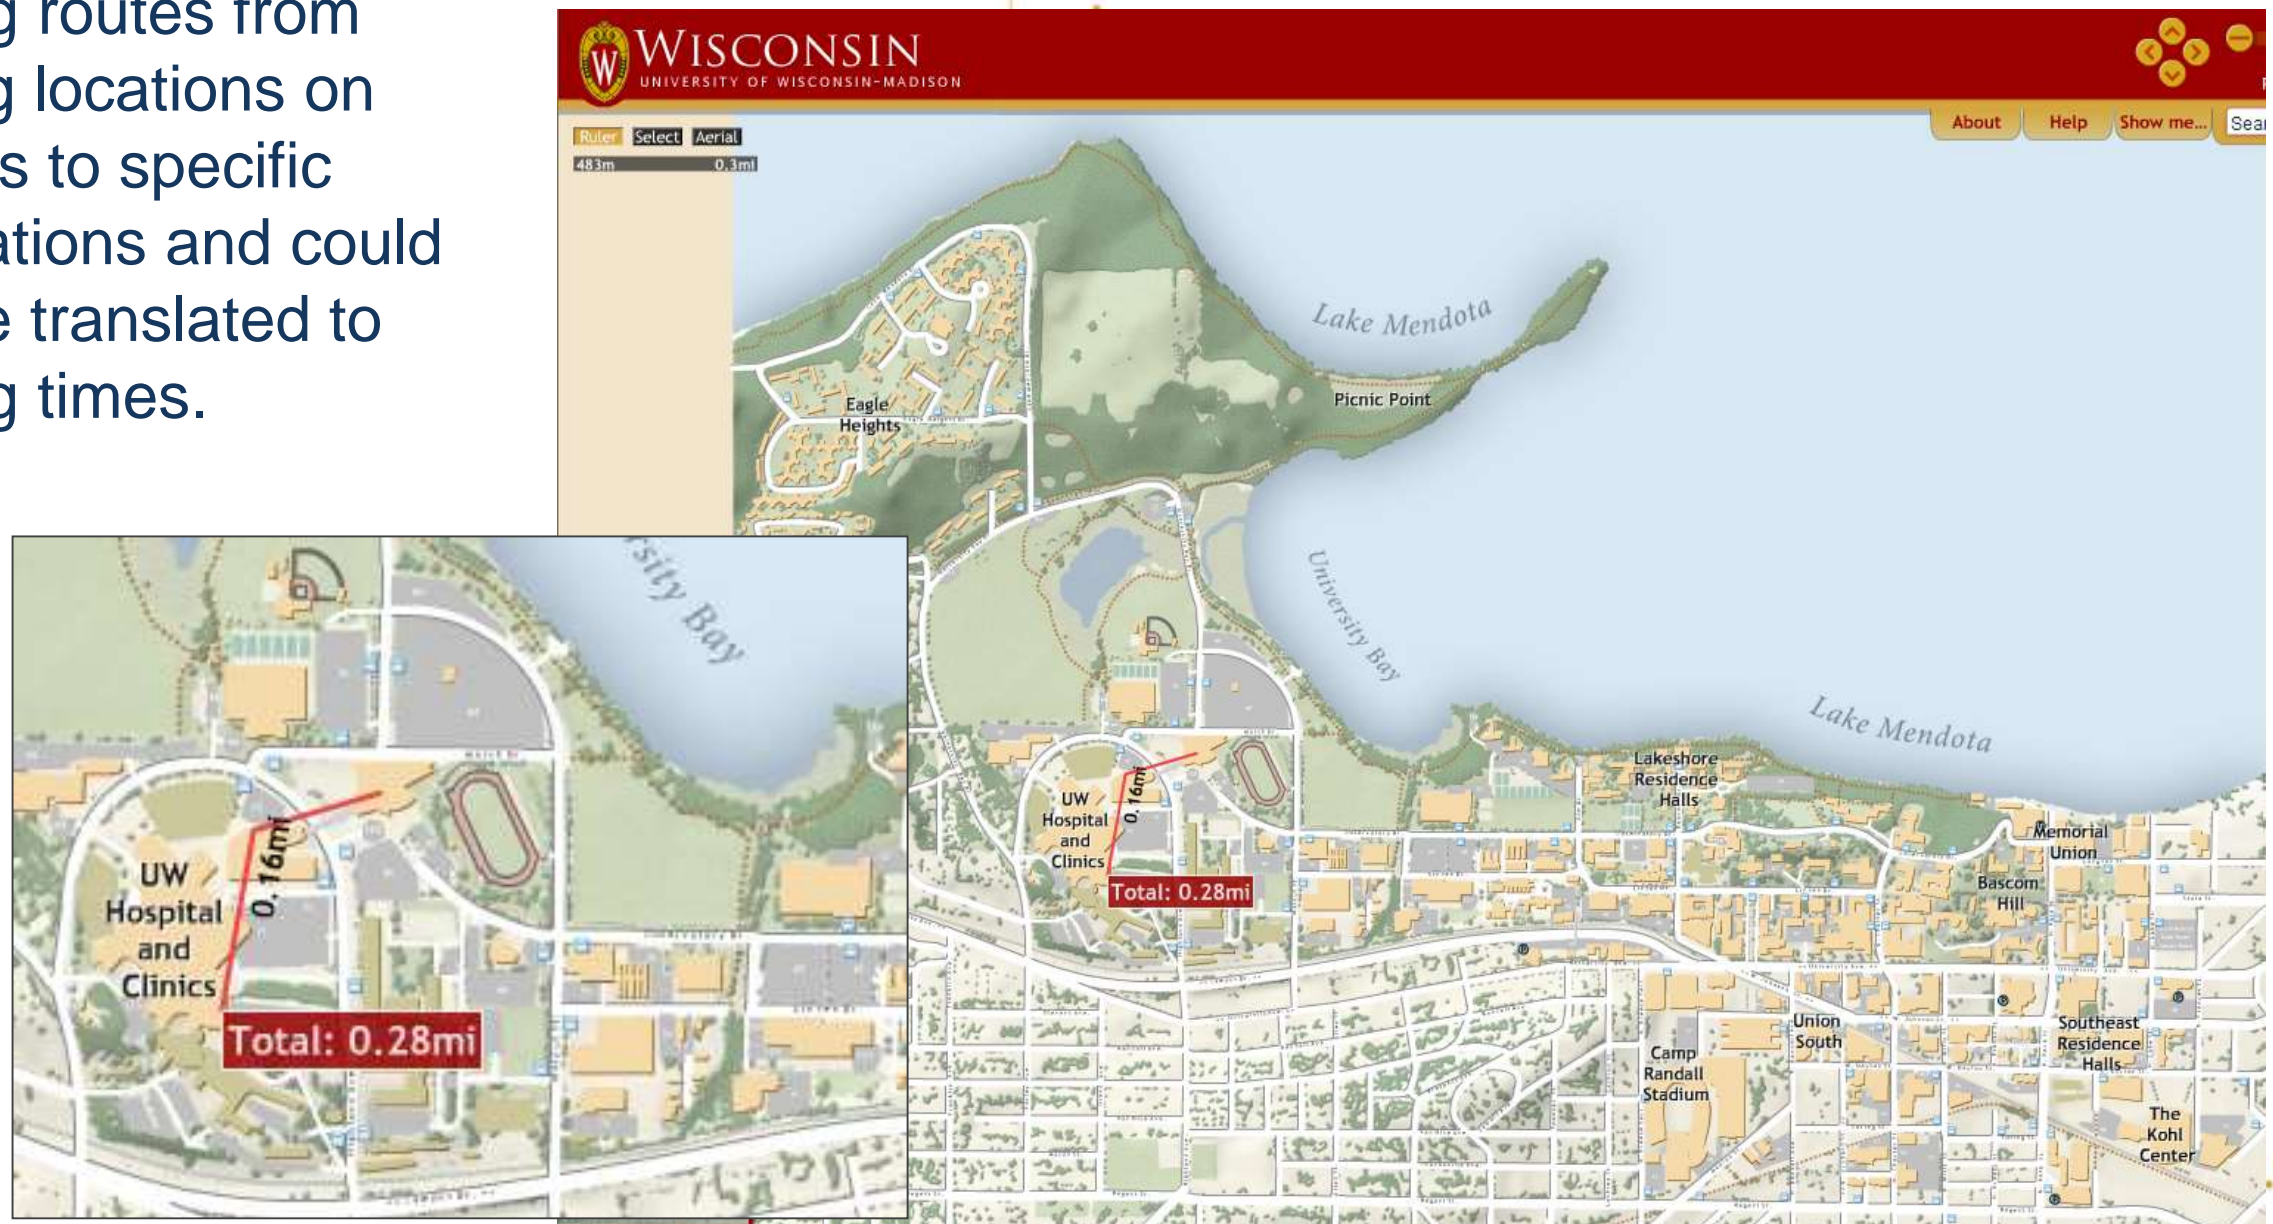 g routes from
g locations on
s to specific
ations and could
e translated to
g times.
WISCONSIN
UNIVERSITY OF WISCONSIN-MADISON
About
Help
Show me...
Sear
Ruler
Select
Aerial
483m
0.3mi
Lake Mendota
Picnic Point
Eagle
Heights
University Bay
Lake Mendota
Lakeshore
Residence
Halls
UW
Hospital
and
Clinics
0.16mi
Total: 0.28mi
Memorial
Union
Bascom
Hill
Union
South
Camp
Randall
Stadium
Southeast
Residence
Halls
The
Kohl
Center
rsity Bay
UW
Hospital
and
Clinics
0.16mi
Total: 0.28mi